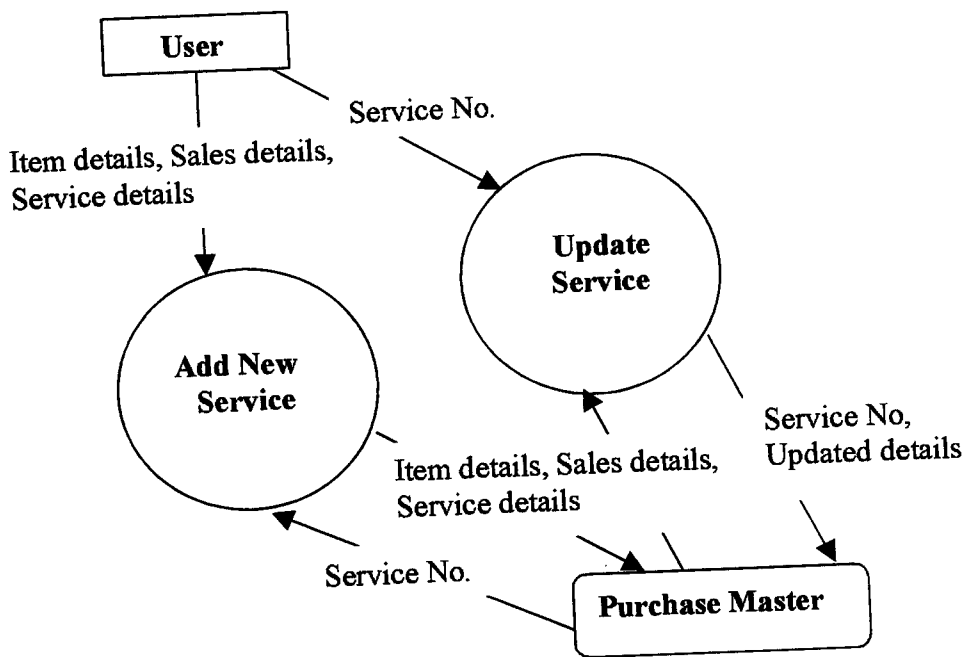 User
Service No.
Item details, Sales details,
Service details
Update
Service
Add New
Service
Service No,
Updated details
Item details, Sales details,
Service details
Service No.
Purchase Master